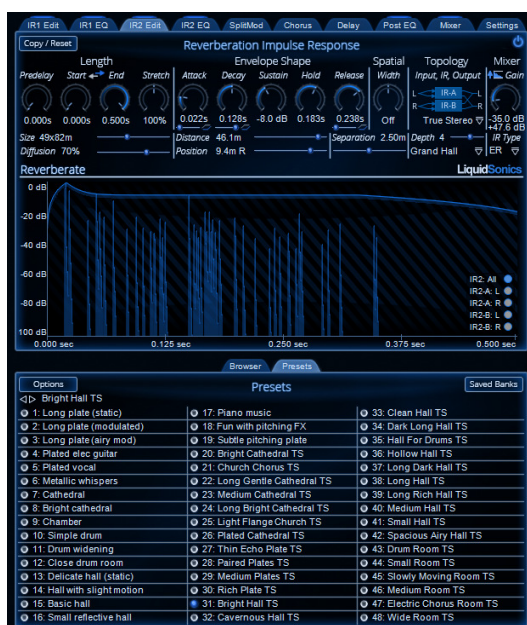 IR1 Edit IR1 EQ IR2 Edit IR2 EQ SplitMod Chorus Delay Post EQ Mixer Settings
Copy / Reset Reverberation Impulse Response
Length Envelope Shape Spatial Topology Mixer
Predelay Start End Stretch Attack Decay Sustain Hold Release Width Input, IR, Output Gain
L IR-A L
R IR-B R
0.000s 0.000s 0.500s 100% 0.022s 0.128s -8.0 dB 0.183s 0.238s Off True Stereo -35.0 dB
+47.6 dB
Size 49x82m Distance 46.1m Separation 2.50m Depth 4 IR Type
Diffusion 70% Position 9.4m R Grand Hall ER
Reverberate LiquidSonics
0 dB
-20 dB
-40 dB
-60 dB
-80 dB
100 dB
IR2: All
IR2-A: L
IR2-A: R
IR2-B: L
IR2-B: R
0.000 sec 0.125 sec 0.250 sec 0.375 sec 0.500 sec
Browser Presets
Options Presets Saved Banks
Bright Hall TS
1: Long plate (static) 17: Piano music 33: Clean Hall TS
2: Long plate (modulated) 18: Fun with pitching FX 34: Dark Long Hall TS
3: Long plate (airy mod) 19: Subtle pitching plate 35: Hall For Drums TS
4: Plated elec guitar 20: Bright Cathedral TS 36: Hollow Hall TS
5: Plated vocal 21: Church Chorus TS 37: Long Dark Hall TS
6: Metallic whispers 22: Long Gentle Cathedral TS 38: Long Hall TS
7: Cathedral 23: Medium Cathedral TS 39: Long Rich Hall TS
8: Bright cathedral 24: Long Bright Cathedral TS 40: Medium Hall TS
9: Chamber 25: Light Flange Church TS 41: Small Hall TS
10: Simple drum 26: Plated Cathedral TS 42: Spacious Airy Hall TS
11: Drum widening 27: Thin Echo Plate TS 43: Drum Room TS
12: Close drum room 28: Paired Plates TS 44: Small Room TS
13: Delicate hall (static) 29: Medium Plates TS 45: Slowly Moving Room TS
14: Hall with slight motion 30: Rich Plate TS 46: Medium Room TS
15: Basic hall 31: Bright Hall TS 47: Electric Chorus Room TS
16: Small reflective hall 32: Cavernous Hall TS 48: Wide Room TS